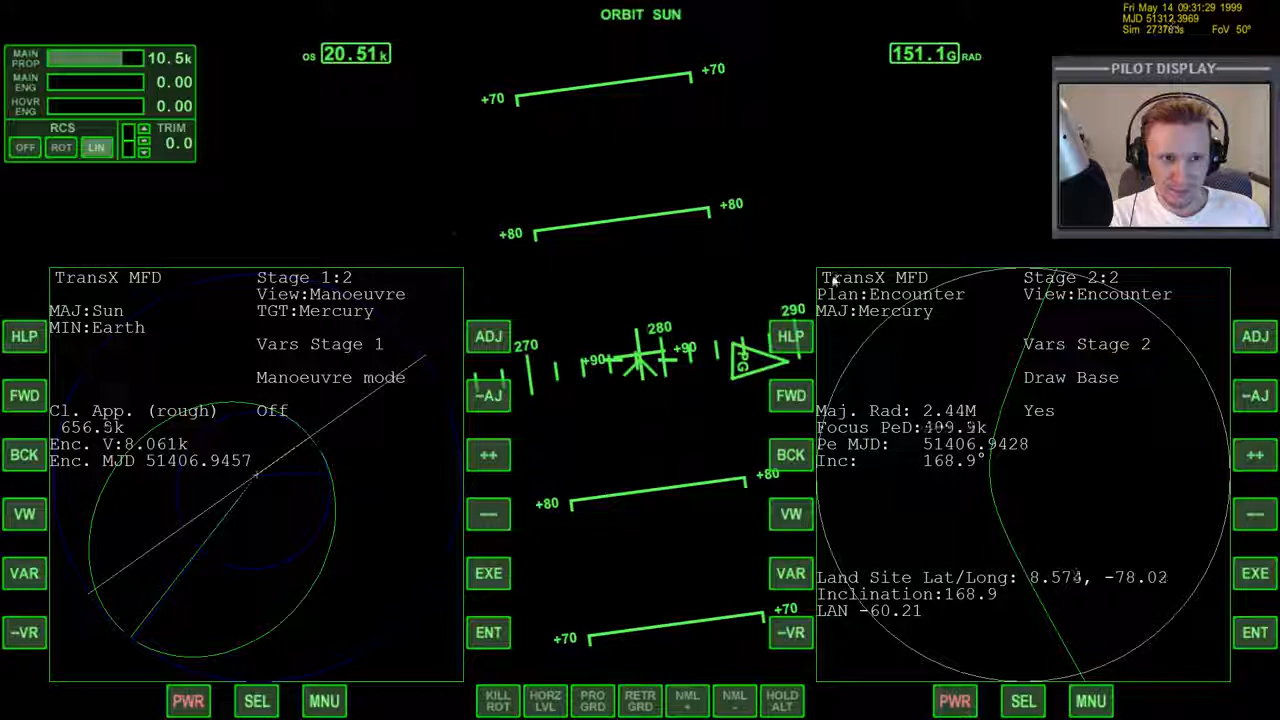 ORBIT SUN
Fri May 14 09:31:29 1999
MJD 51312.3969
FoV 50°
MAIN PROP 10.5k
MAIN ENG 0.00
HOVR ENG 0.00
RCS
TRIM
OFF ROT LIN 0.0
OS 20.51k
151.1G RAD
PILOT DISPLAY
+70 +70
+80 +80
270 280 290
+90 +90
PG
+80 +80
+70 +70
TransX MFD Stage 1:2
View:Manoeuvre
MAJ:Sun TGT:Mercury
MIN:Earth
Vars Stage 1
Manoeuvre mode
Cl. App. (rough) Off
Enc. V:8.061k
Enc. MJD 51406.9457
HLP
FWD
BCK
VW
VAR
-VR
ADJ
-AJ
++
--
EXE
ENT
PWR SEL MNU
KILL ROT
HORZ LVL
PRO GRD
RETR GRD
NML +
NML -
HOLD ALT
TransX MFD Stage 2:2
Plan:Encounter View:Encounter
MAJ:Mercury
Vars Stage 2
Draw Base
Maj. Rad: 2.44M Yes
Focus PeD:
Pe MJD: 51406.9428
Inc: 168.9°
Land Site Lat/Long: 8.574, -78.02
Inclination:168.9
LAN -60.21
HLP
FWD
BCK
VW
VAR
-VR
ADJ
-AJ
++
--
EXE
ENT
PWR SEL MNU